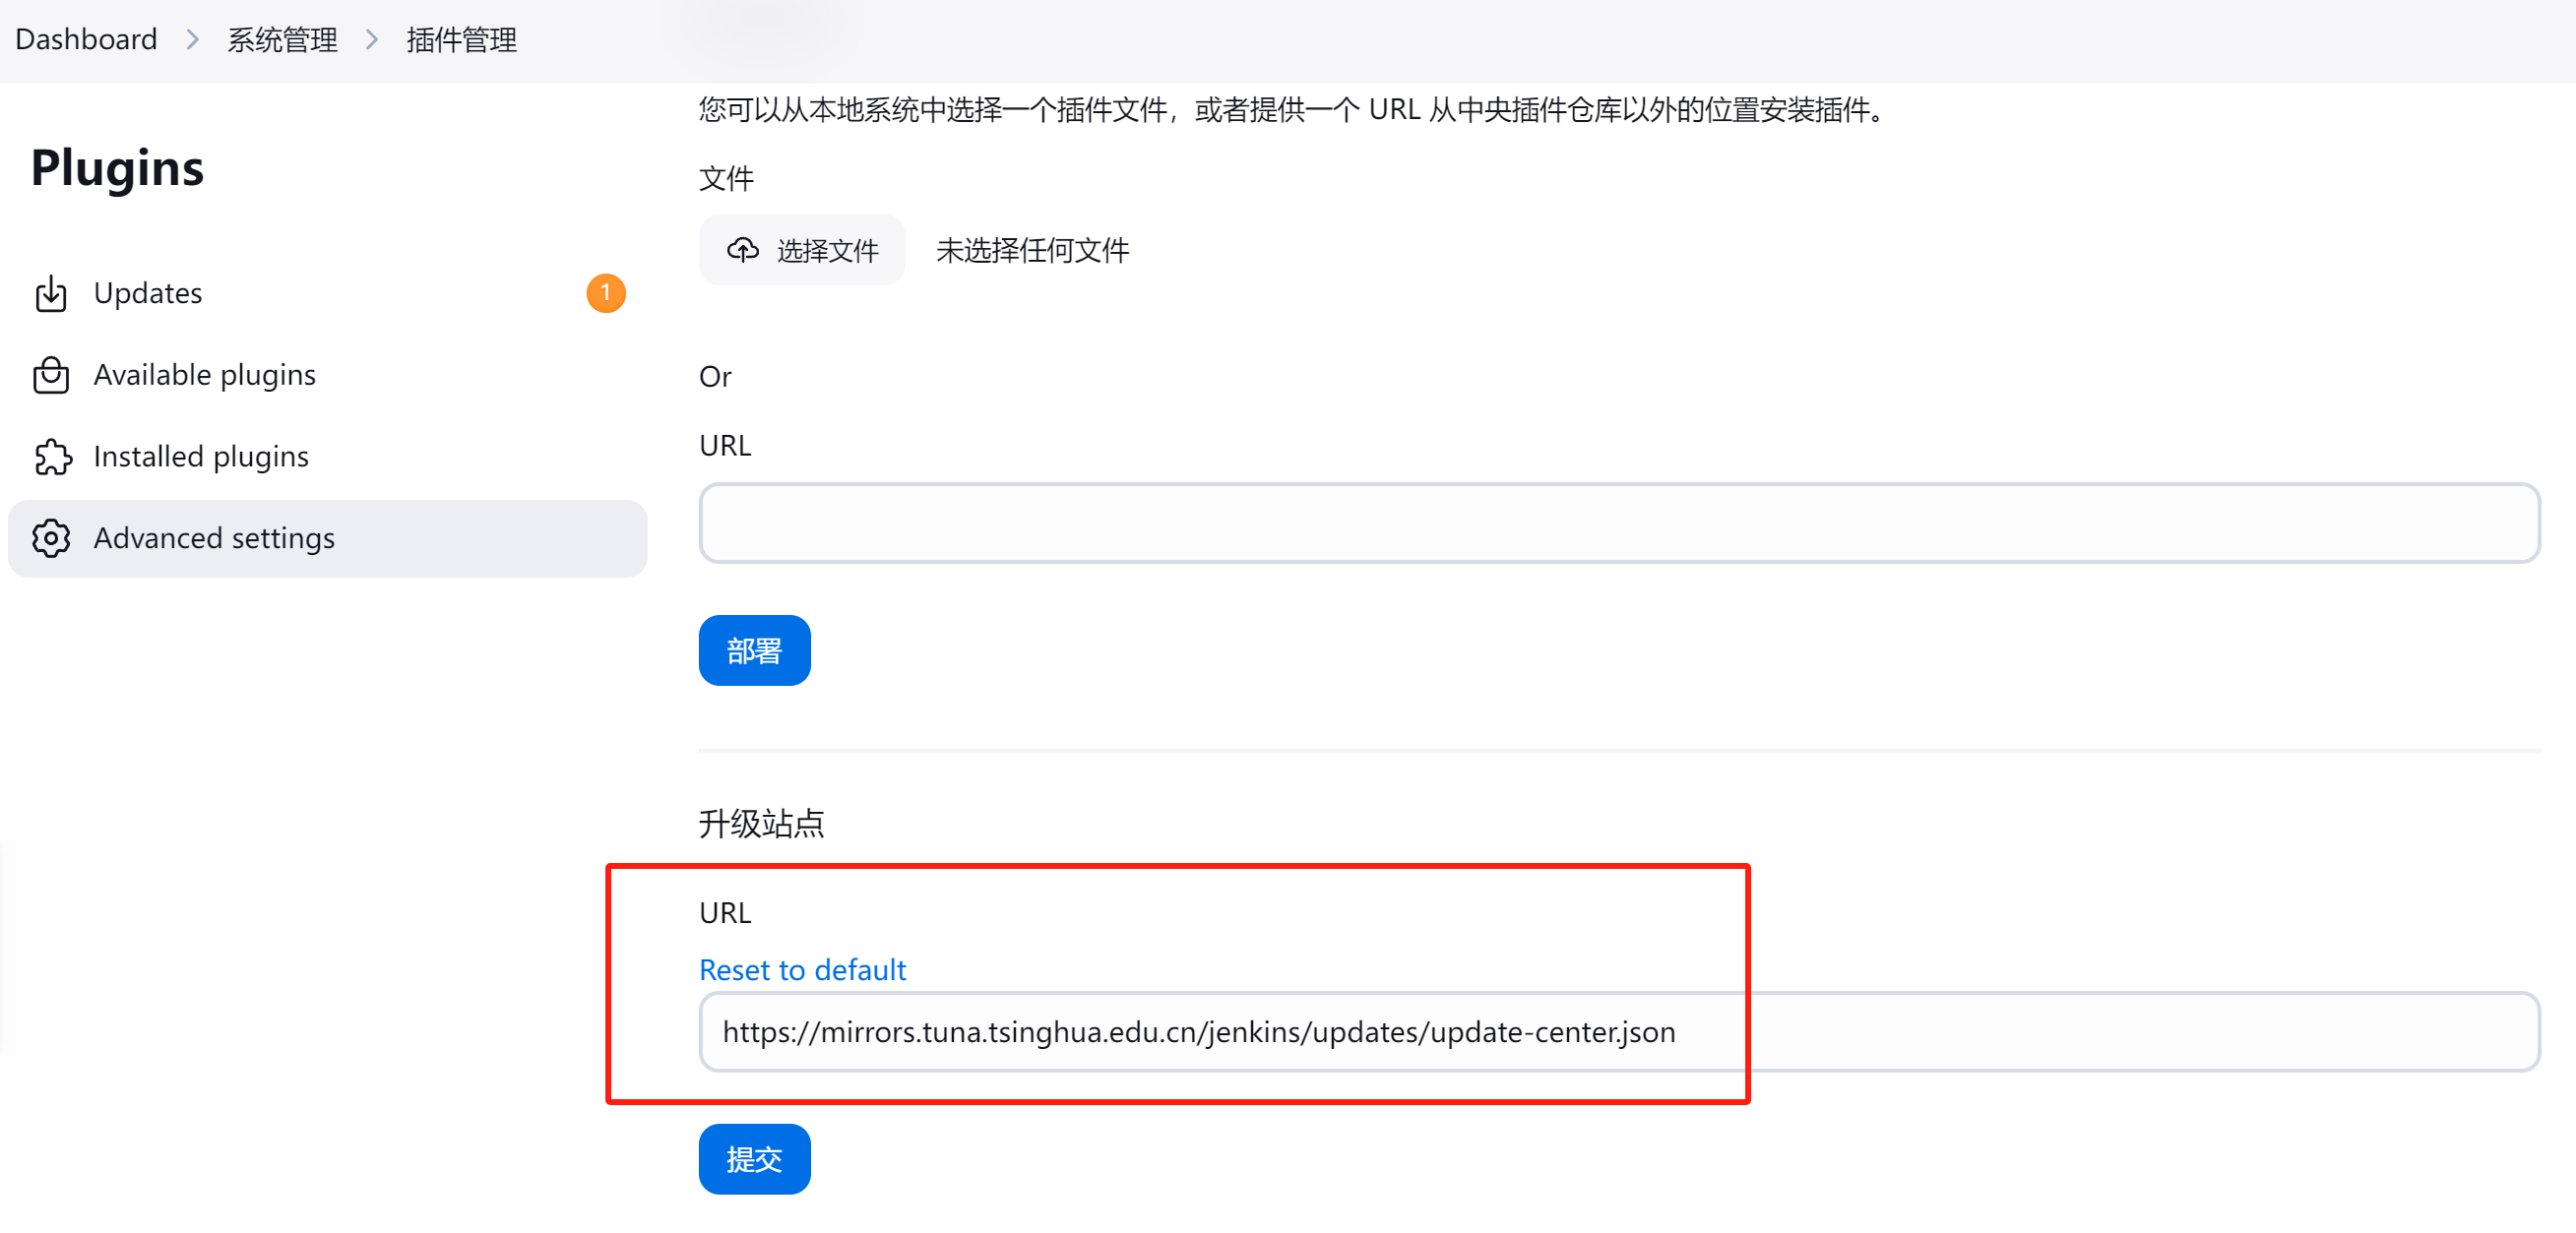 Dashboard > 系统管理 > 插件管理
Plugins
Updates 1
Available plugins
Installed plugins
Advanced settings
您可以从本地系统中选择一个插件文件，或者提供一个 URL 从中央插件仓库以外的位置安装插件。
文件
选择文件 未选择任何文件
Or
URL
部署
升级站点
URL
Reset to default
https://mirrors.tuna.tsinghua.edu.cn/jenkins/updates/update-center.json
提交